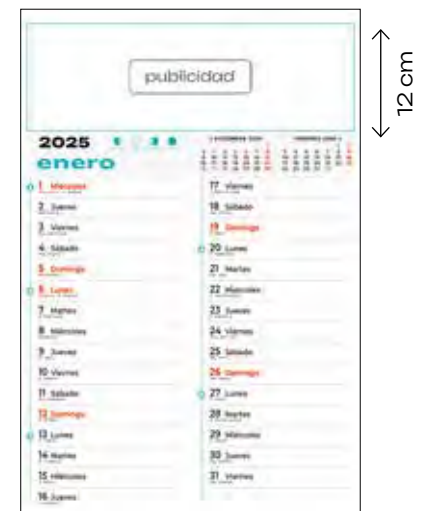 publicidad
12 cm
2025
enero
1 Miércoles
2 Jueves
3 Viernes
4 Sábado
5 Domingo
6 Lunes
7 Martes
8 Miércoles
9 Jueves
10 Viernes
11 Sábado
12 Domingo
13 Lunes
14 Martes
15 Miércoles
16 Jueves
17 Viernes
18 Sábado
19 Domingo
20 Lunes
21 Martes
22 Miércoles
23 Jueves
24 Viernes
25 Sábado
26 Domingo
27 Lunes
28 Martes
29 Miércoles
30 Jueves
31 Viernes